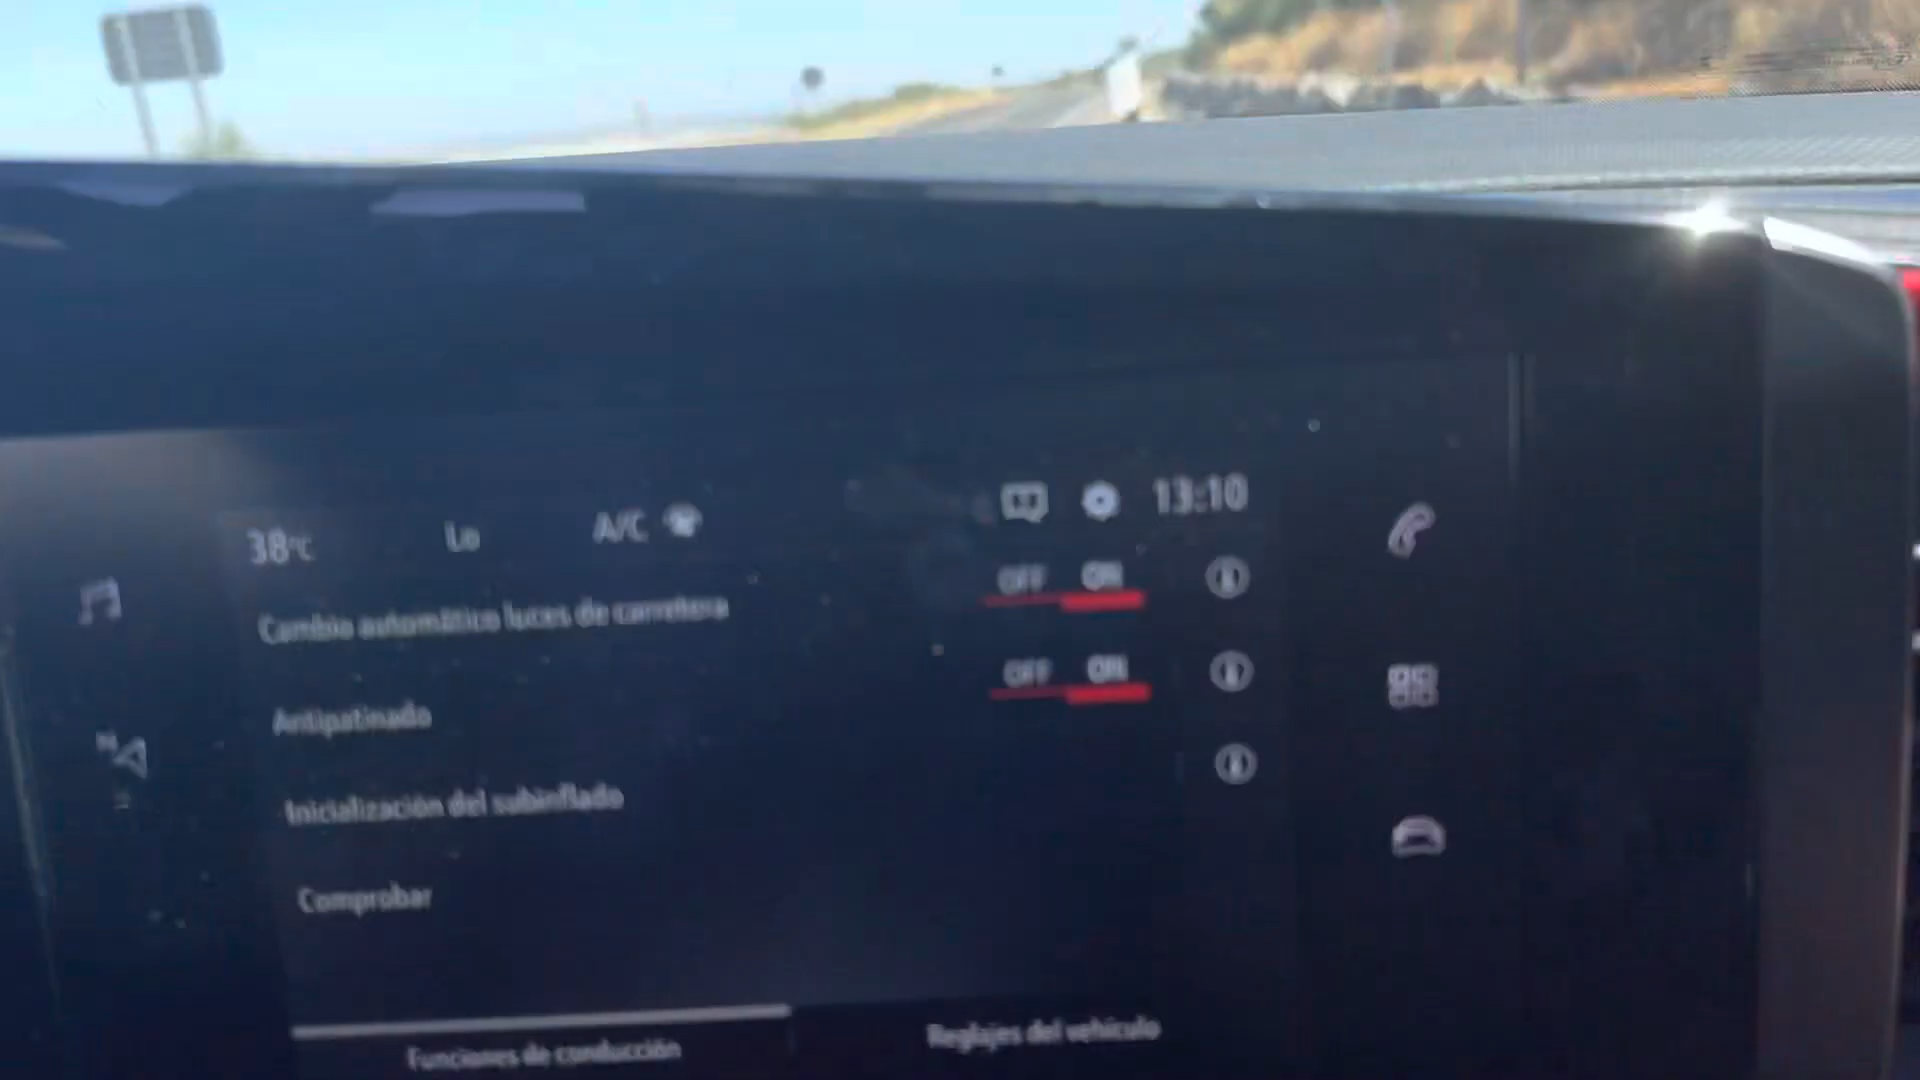 38°C Lo A/C 13:10
Cambio automático luces de carretera OFF ON
Antipatinado OFF ON
Inicialización del subinflado
Comprobar
Funciones de conducción Reglajes del vehículo